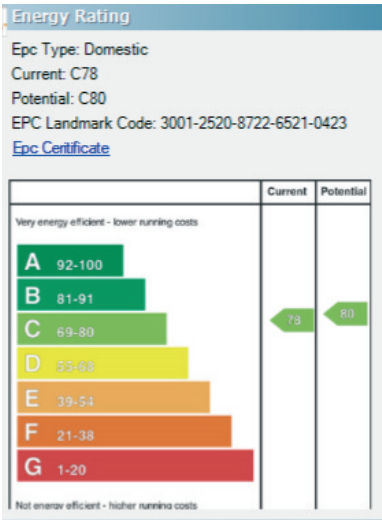 Energy Rating
Epc Type: Domestic
Current: C78
Potential: C80
EPC Landmark Code: 3001-2520-8722-6521-0423
Epc Certificate
Current Potential
Very energy efficient - lower running costs
A 92-100
B 81-91
C 69-80
78
80
D 55-68
E 39-54
F 21-38
G 1-20
Not energy efficient - higher running costs